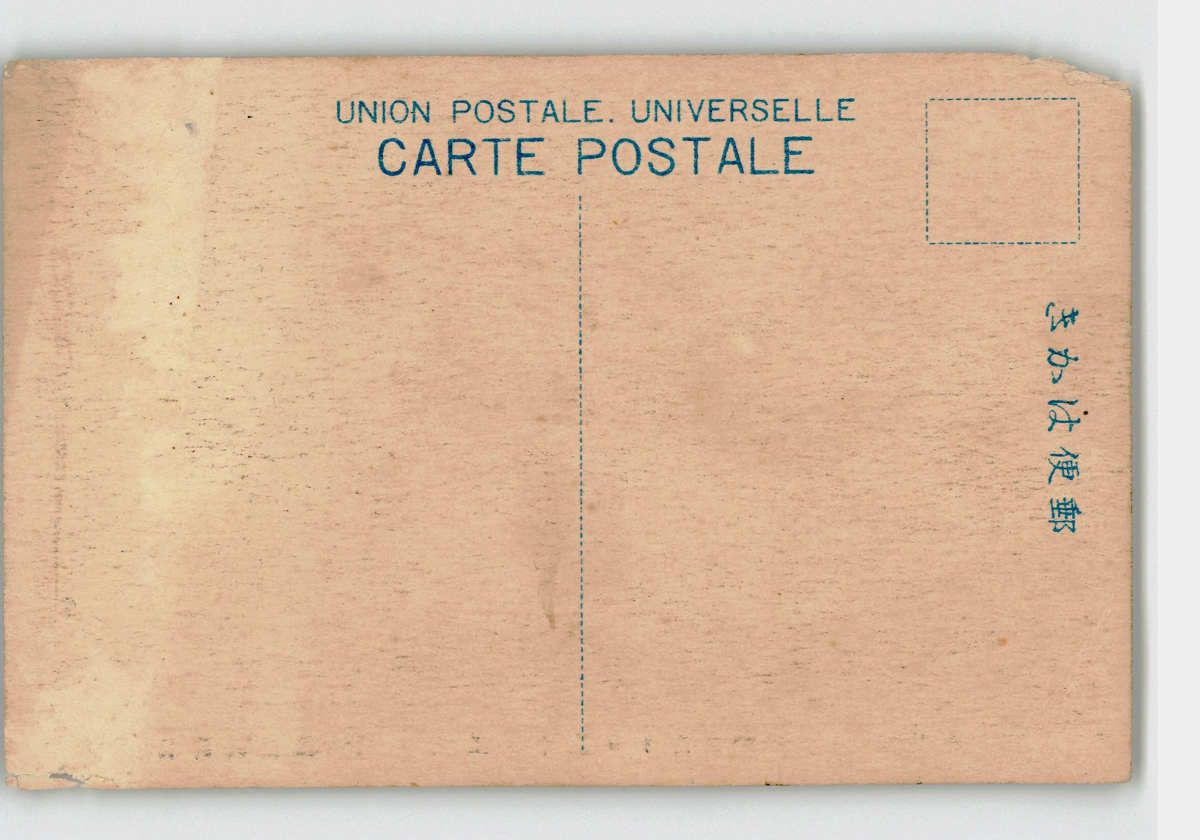 UNION POSTALE. UNIVERSELLE
CARTE POSTALE
郵便はかき